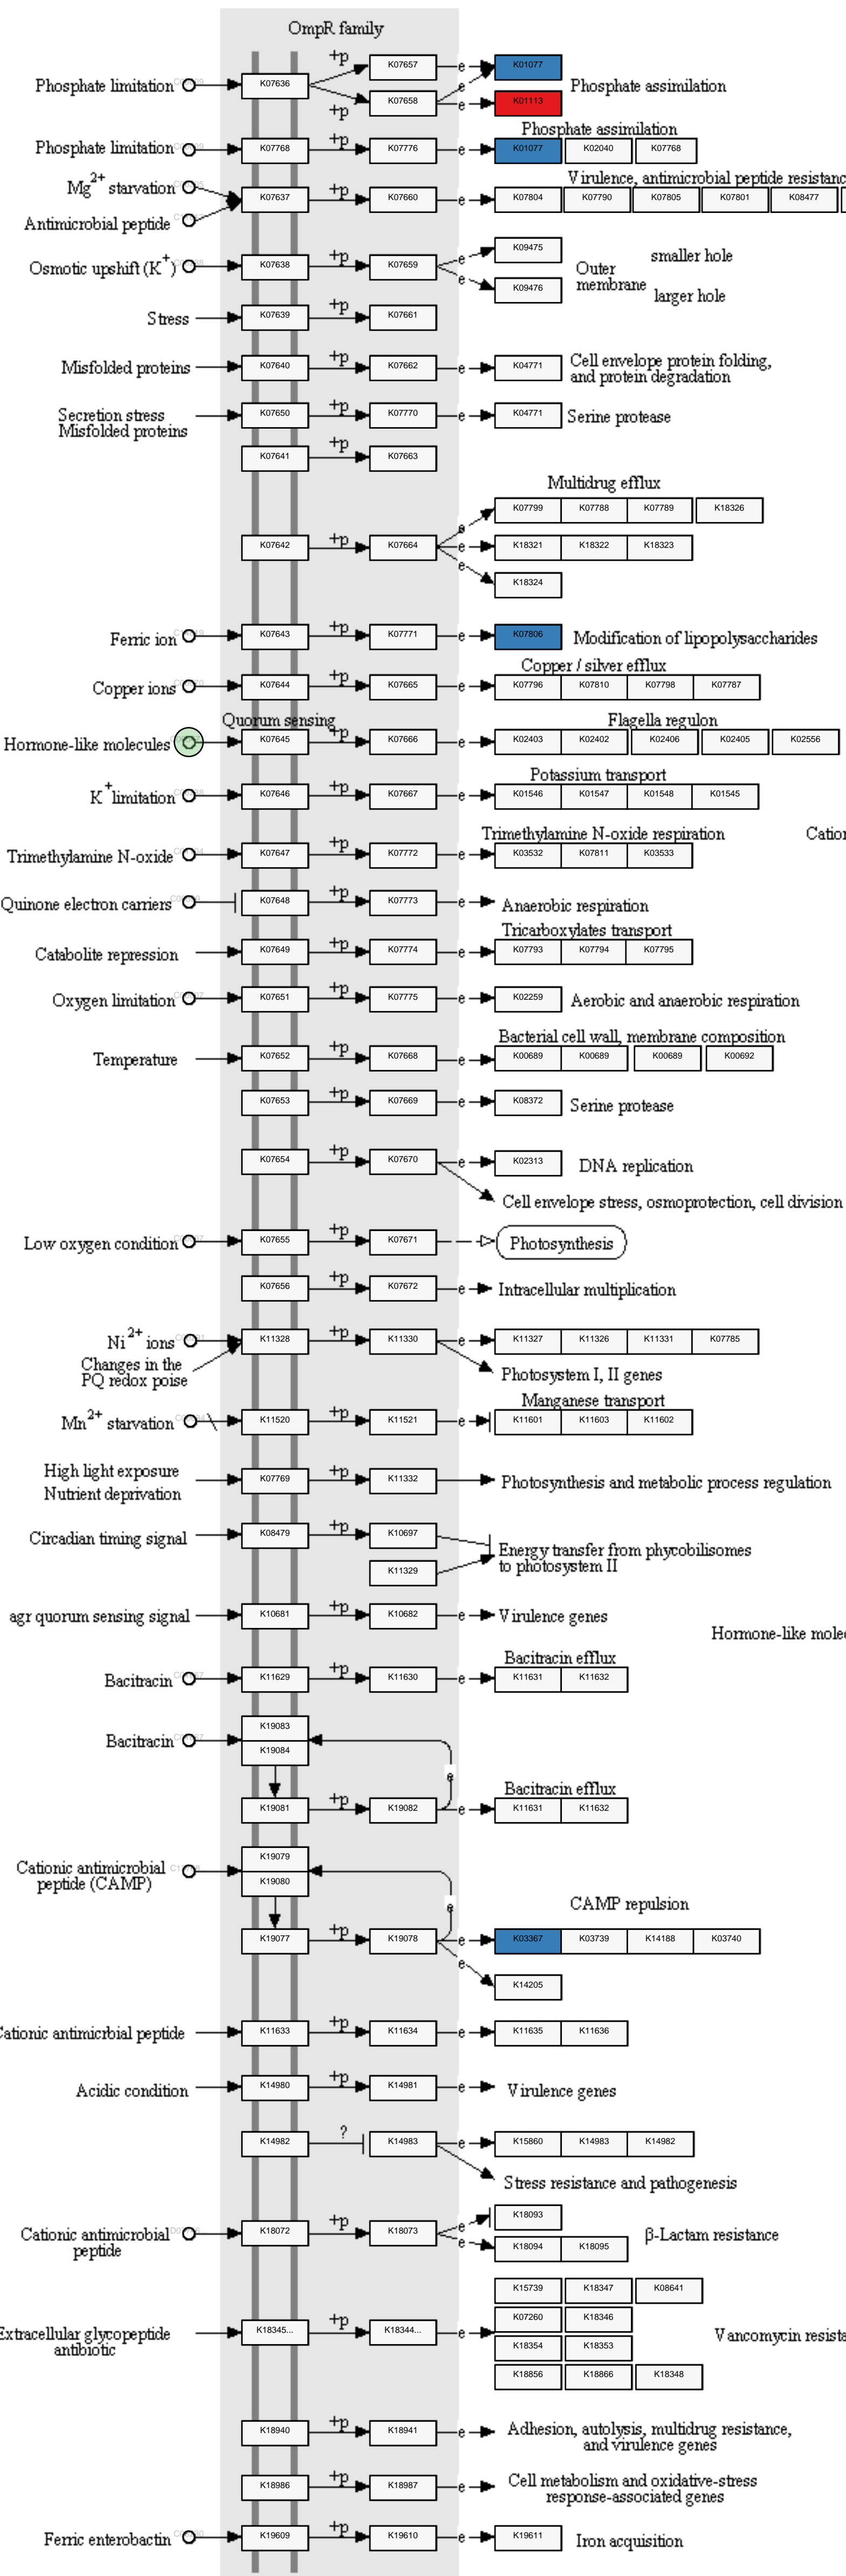 OmpR family
+p K07657 e K01077
Phosphate limitation K07636 e Phosphate assimilation
+p K07658 e K01113
Phosphate assimilation
Phosphate limitation K07768 +p K07776 e K01077 K02040 K07768
Mg2+ starvation Virulence, antimicrobial peptide resistanc
K07637 +p K07660 e K07804 K07790 K07805 K07801 K08477
Antimicrobial peptide
K09475 smaller hole
Osmotic upshift (K+) K07638 +p K07659 e e Outer membrane
K09476 larger hole
Stress K07639 +p K07661
Misfolded proteins K07640 +p K07662 e K04771 Cell envelope protein folding,
and protein degradation
Secretion stress K07650 +p K07770 e K04771 Serine protease
Misfolded proteins
K07641 +p K07663
Multidrug efflux
K07799 K07788 K07789 K18326
e
K07642 +p K07664 e K18321 K18322 K18323
e
K18324
Ferric ion K07643 +p K07771 e K07806 Modification of lipopolysaccharides
Copper / silver efflux
Copper ions K07644 +p K07665 e K07796 K07810 K07798 K07787
Quorum sensing Flagella regulon
Hormone-like molecules K07645 +p K07666 e K02403 K02402 K02406 K02405 K02556
Potassium transport
K+ limitation K07646 +p K07667 e K01546 K01547 K01548 K01545
Trimethylamine N-oxide respiration Cation
Trimethylamine N-oxide K07647 +p K07772 e K03532 K07811 K03533
Quinone electron carriers K07648 +p K07773 e Anaerobic respiration
Tricarboxylates transport
Catabolite repression K07649 +p K07774 e K07793 K07794 K07795
Oxygen limitation K07651 +p K07775 e K02259 Aerobic and anaerobic respiration
Bacterial cell wall, membrane composition
Temperature K07652 +p K07668 e K00689 K00689 K00689 K00692
K07653 +p K07669 e K08372 Serine protease
K07654 +p K07670 e K02313 DNA replication
Cell envelope stress, osmoprotection, cell division
Low oxygen condition K07655 +p K07671 Photosynthesis
K07656 +p K07672 e Intracellular multiplication
Ni2+ ions K11328 +p K11330 e K11327 K11326 K11331 K07785
Changes in the
PQ redox poise Photosystem I, II genes
Manganese transport
Mn2+ starvation K11520 +p K11521 e K11601 K11603 K11602
High light exposure
K07769 +p K11332 Photosynthesis and metabolic process regulation
Nutrient deprivation
Circadian timing signal K08479 +p K10697
Energy transfer from phycobilisomes
K11329 to photosystem II
agr quorum sensing signal K10681 +p K10682 e Virulence genes
Hormone-like molec
Bacitracin efflux
Bacitracin K11629 +p K11630 e K11631 K11632
K19083
Bacitracin
K19084
e
Bacitracin efflux
K19081 +p K19082 e K11631 K11632
K19079
Cationic antimicrobial
peptide (CAMP) K19080
e CAMP repulsion
K19077 +p K19078 e K03367 K03739 K14188 K03740
e
K14205
Cationic antimicrbial peptide K11633 +p K11634 e K11635 K11636
Acidic condition K14980 +p K14981 e Virulence genes
K14982 ? K14983 e K15860 K14983 K14982
Stress resistance and pathogenesis
K18093
Cationic antimicrobial K18072 +p K18073 e β-Lactam resistance
peptide e K18094 K18095
K15739 K18347 K08641
K07260 K18346
Extracellular glycopeptide K18345... +p K18344... e Vancomycin resista
antibiotic K18354 K18353
K18856 K18866 K18348
K18940 +p K18941 e Adhesion, autolysis, multidrug resistance,
and virulence genes
K18986 +p K18987 e Cell metabolism and oxidative-stress
response-associated genes
Ferric enterobactin K19609 +p K19610 e K19611 Iron acquisition